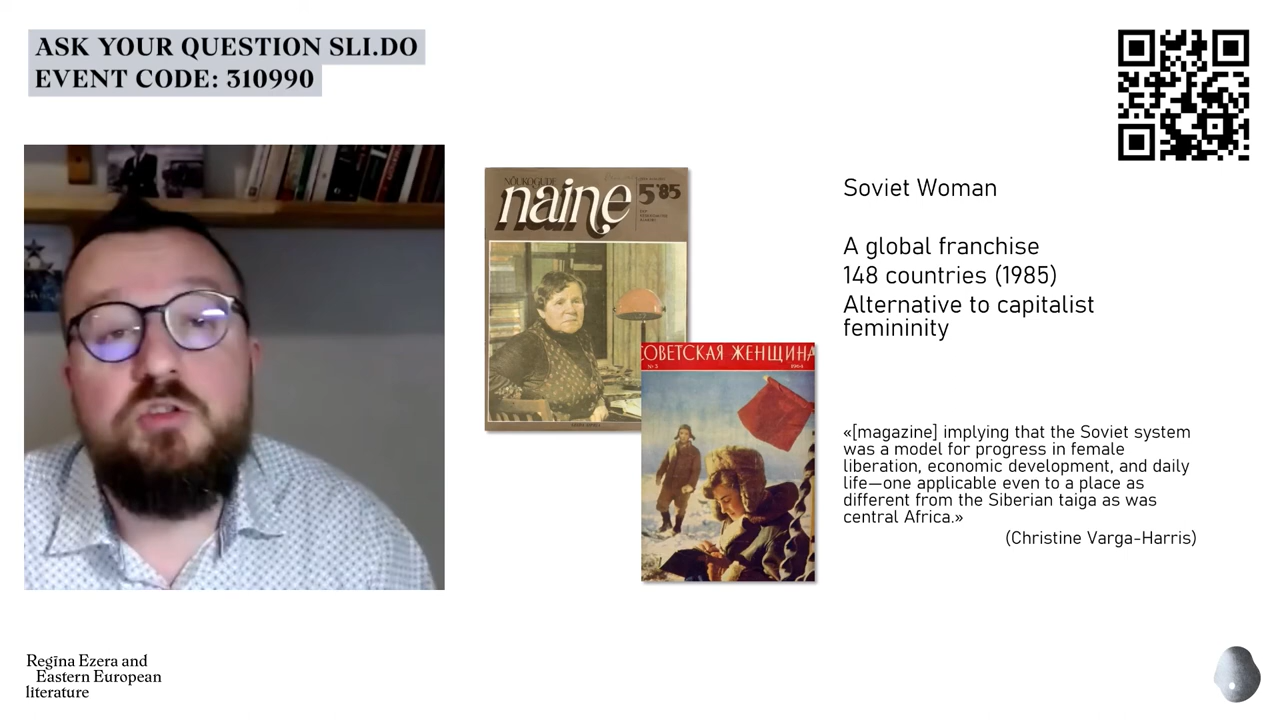 ASK YOUR QUESTION SLI.DO
EVENT CODE: 310990
NÕUKOGUDE
naine
5'85
СОВЕТСКАЯ ЖЕНЩИНА
Nº3
1954
Soviet Woman
A global franchise
148 countries (1985)
Alternative to capitalist
femininity
«[magazine] implying that the Soviet system
was a model for progress in female
liberation, economic development, and daily
life—one applicable even to a place as
different from the Siberian taiga as was
central Africa.»
(Christine Varga-Harris)
Regīna Ezera and
Eastern European
literature